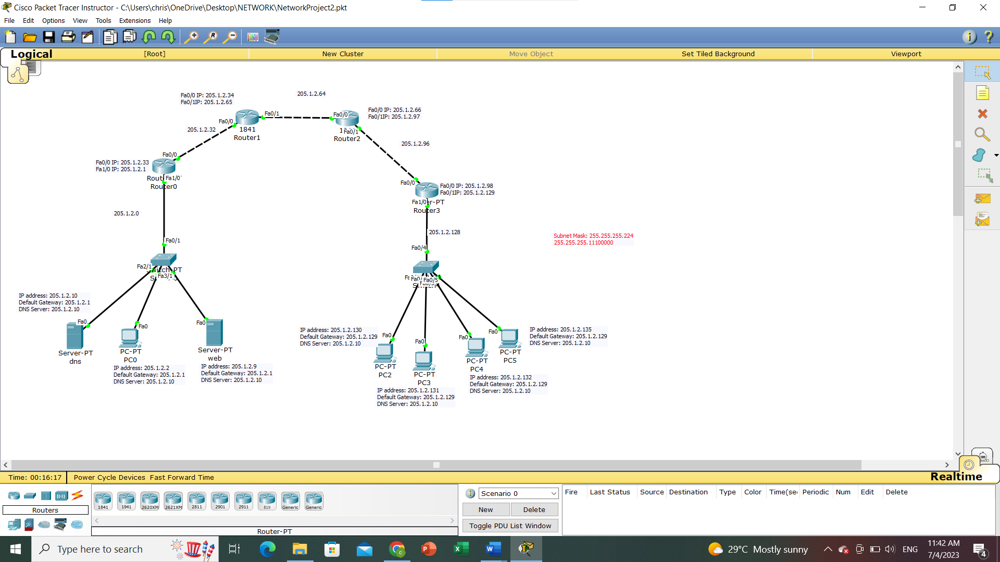 Cisco Packet Tracer Instructor - C:\Users\chris\OneDrive\Desktop\NETWORK\NetworkProject2.pkt
File Edit Options View Tools Extensions Help
Logical [Root] New Cluster Move Object Set Tiled Background Viewport
205.1.2.64
Fa0/0 IP: 205.1.2.34
Fa0/1IP: 205.1.2.65
Fa0/0 IP: 205.1.2.66
Fa0/1IP: 205.1.2.97
Fa0/1
Fa0/0
Fa0/0
205.1.2.32
1841
Router1
Fa0/1
Router2
205.1.2.96
Fa0/0
Fa0/0 IP: 205.1.2.33
Fa1/0 IP: 205.1.2.1
Fa1/0
Router0
Fa0/0
Fa0/0 IP: 205.1.2.98
Fa0/1IP: 205.1.2.129
Fa1/0
Router3
205.1.2.0
205.1.2.128
Subnet Mask: 255.255.255.224
255.255.255.11100000
Fa0/1
Fa0/4
Fa2/1
Switch-PT
Fa3/1
Fa0/5
IP address: 205.1.2.10
Default Gateway: 205.1.2.1
DNS Server: 205.1.2.10
Fa0
Fa0
Fa0
Server-PT
dns
PC-PT
PC0
Server-PT
web
IP address: 205.1.2.2
Default Gateway: 205.1.2.1
DNS Server: 205.1.2.10
IP address: 205.1.2.9
Default Gateway: 205.1.2.1
DNS Server: 205.1.2.10
IP address: 205.1.2.130
Default Gateway: 205.1.2.129
DNS Server: 205.1.2.10
Fa0
Fa0
Fa0
Fa0
IP address: 205.1.2.135
Default Gateway: 205.1.2.129
DNS Server: 205.1.2.10
PC-PT
PC2
PC-PT
PC3
PC-PT
PC4
PC-PT
PC5
IP address: 205.1.2.132
Default Gateway: 205.1.2.129
DNS Server: 205.1.2.10
IP address: 205.1.2.131
Default Gateway: 205.1.2.129
DNS Server: 205.1.2.10
Time: 00:16:17 Power Cycle Devices Fast Forward Time Realtime
Routers
1841 1941 2620XM 2621XM 2811 2901 2911 819 Generic Generic
Router-PT
Scenario 0
New Delete
Toggle PDU List Window
Fire Last Status Source Destination Type Color Time(sec Periodic Num Edit Delete
Type here to search
29°C Mostly sunny
ENG
11:42 AM
7/4/2023
4